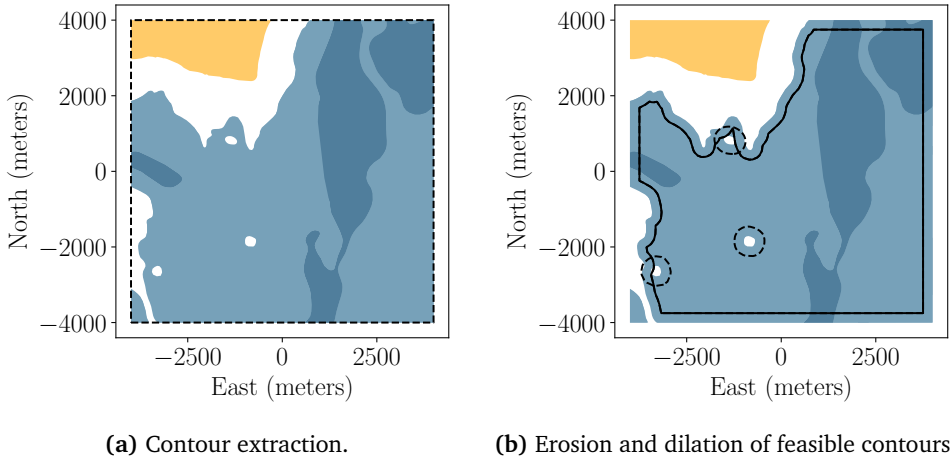 4000
2000
0
−2000
−4000
North (meters)
−2500 0 2500
East (meters)
(a) Contour extraction.
4000
2000
0
−2000
−4000
North (meters)
−2500 0 2500
East (meters)
(b) Erosion and dilation of feasible contours